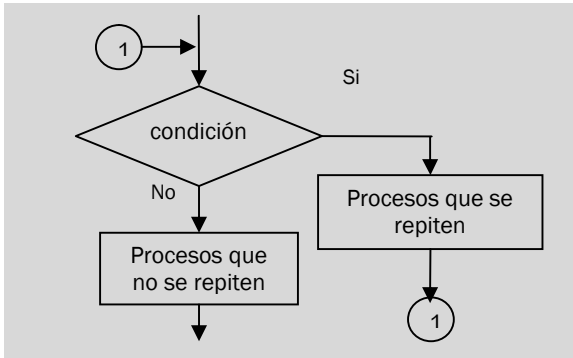 1
Si
condición
No
Procesos que se
repiten
Procesos que
no se repiten
1